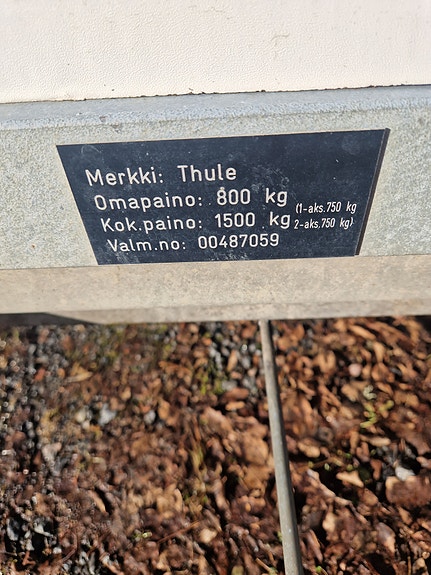 Merkki: Thule
Omapaino: 800 kg
(1-aks.750 kg
Kok.paino: 1500 kg
2-aks,750 kg)
Valm.no: 00487059